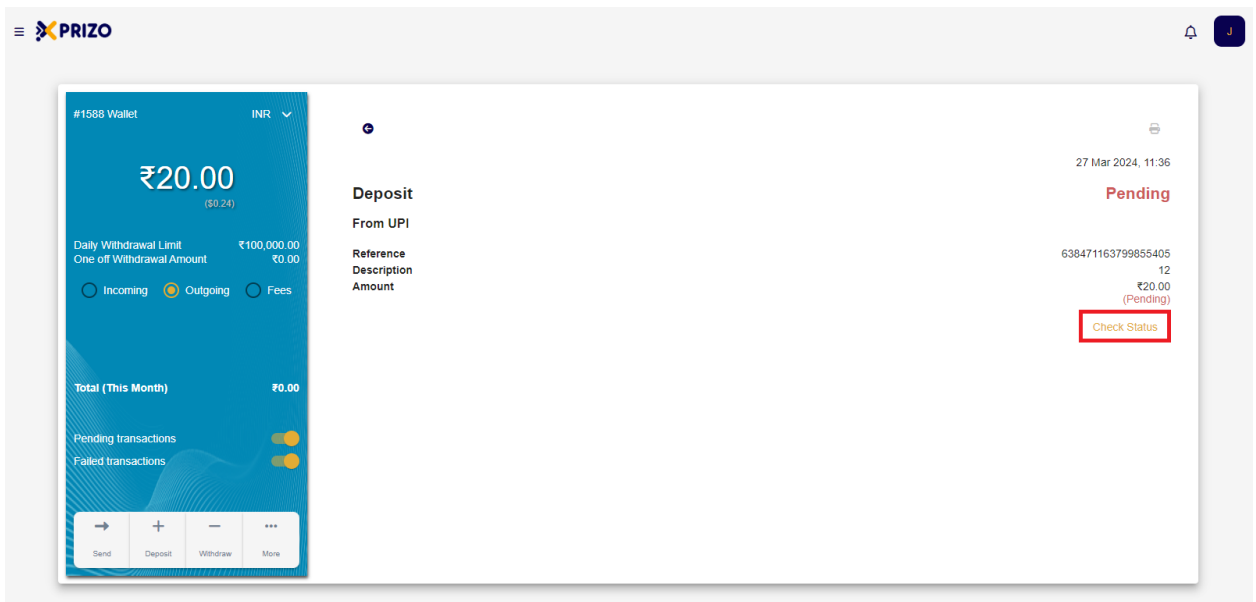 XPRIZO
J
#1588 Wallet INR
₹20.00
($0.24)
Daily Withdrawal Limit ₹100,000.00
One off Withdrawal Amount ₹0.00
Incoming Outgoing Fees
Total (This Month) ₹0.00
Pending transactions
Failed transactions
Send Deposit Withdraw More
27 Mar 2024, 11:36
Deposit Pending
From UPI
Reference 638471163799855405
Description 12
Amount ₹20.00
(Pending)
Check Status